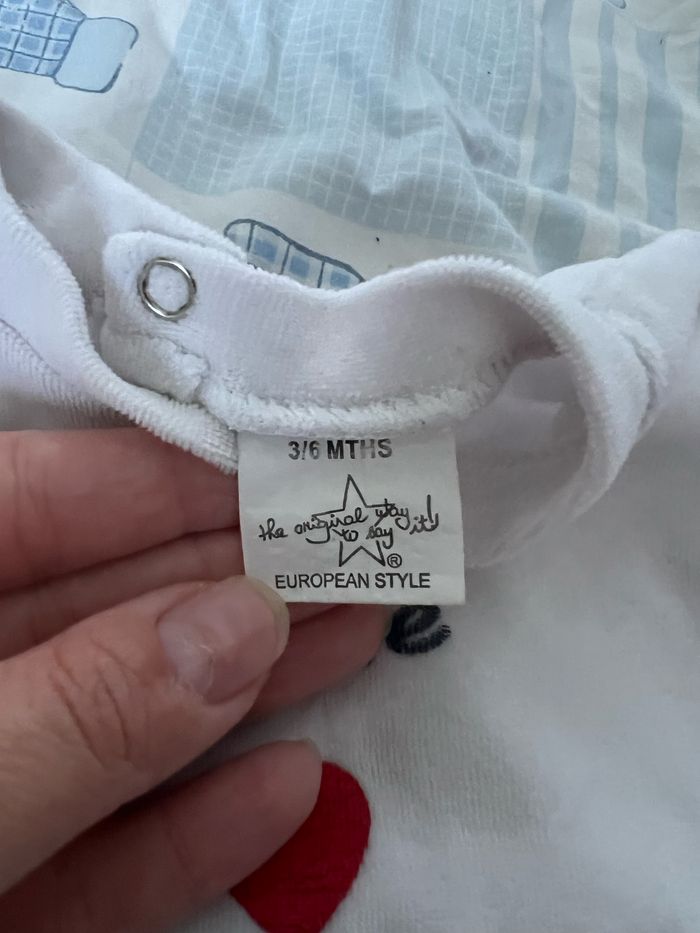 3/6 MTHS
the original way
to say it!
®
EUROPEAN STYLE
e